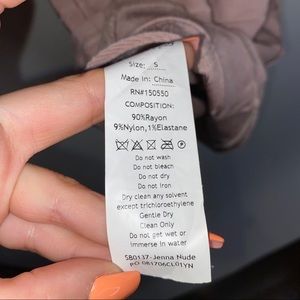 Size: S
Made in: China
RN#150550
COMPOSITION:
90%Rayon
9%Nylon,1%Elastane
Do not wash
Do not bleach
Do not dry
Do not Iron
Dry clean any solvent
except trichloroethylene
Gentle Dry
Clean Only
Do not get wet or
immerse in water
SB0137-Jenna Nude
PO 081706CL01YN